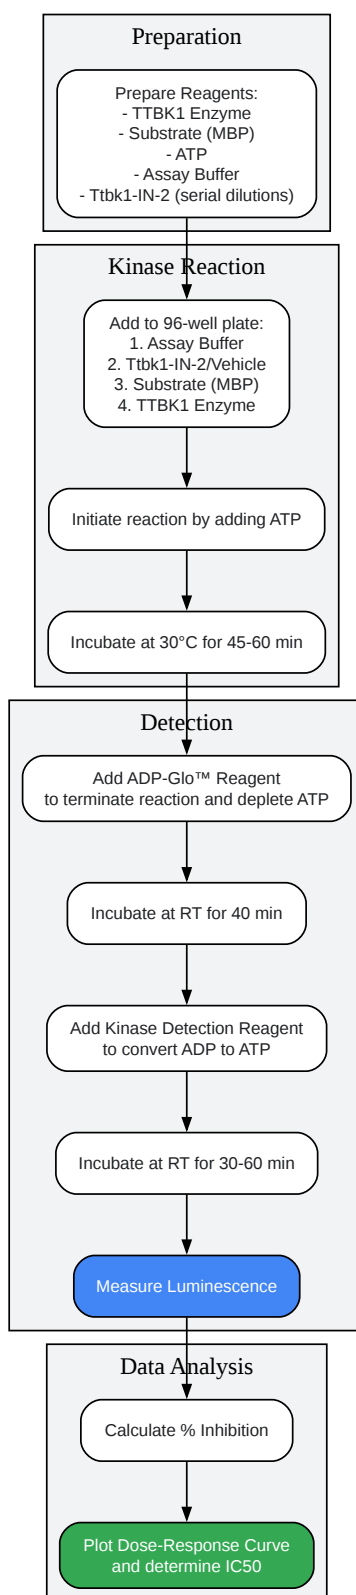 Preparation
Prepare Reagents:
- TTBK1 Enzyme
- Substrate (MBP)
- ATP
- Assay Buffer
- Ttbk1-IN-2 (serial dilutions)
Kinase Reaction
Add to 96-well plate:
1. Assay Buffer
2. Ttbk1-IN-2/Vehicle
3. Substrate (MBP)
4. TTBK1 Enzyme
Initiate reaction by adding ATP
Incubate at 30°C for 45-60 min
Detection
Add ADP-Glo™ Reagent
to terminate reaction and deplete ATP
Incubate at RT for 40 min
Add Kinase Detection Reagent
to convert ADP to ATP
Incubate at RT for 30-60 min
Measure Luminescence
Data Analysis
Calculate % Inhibition
Plot Dose-Response Curve
and determine IC50